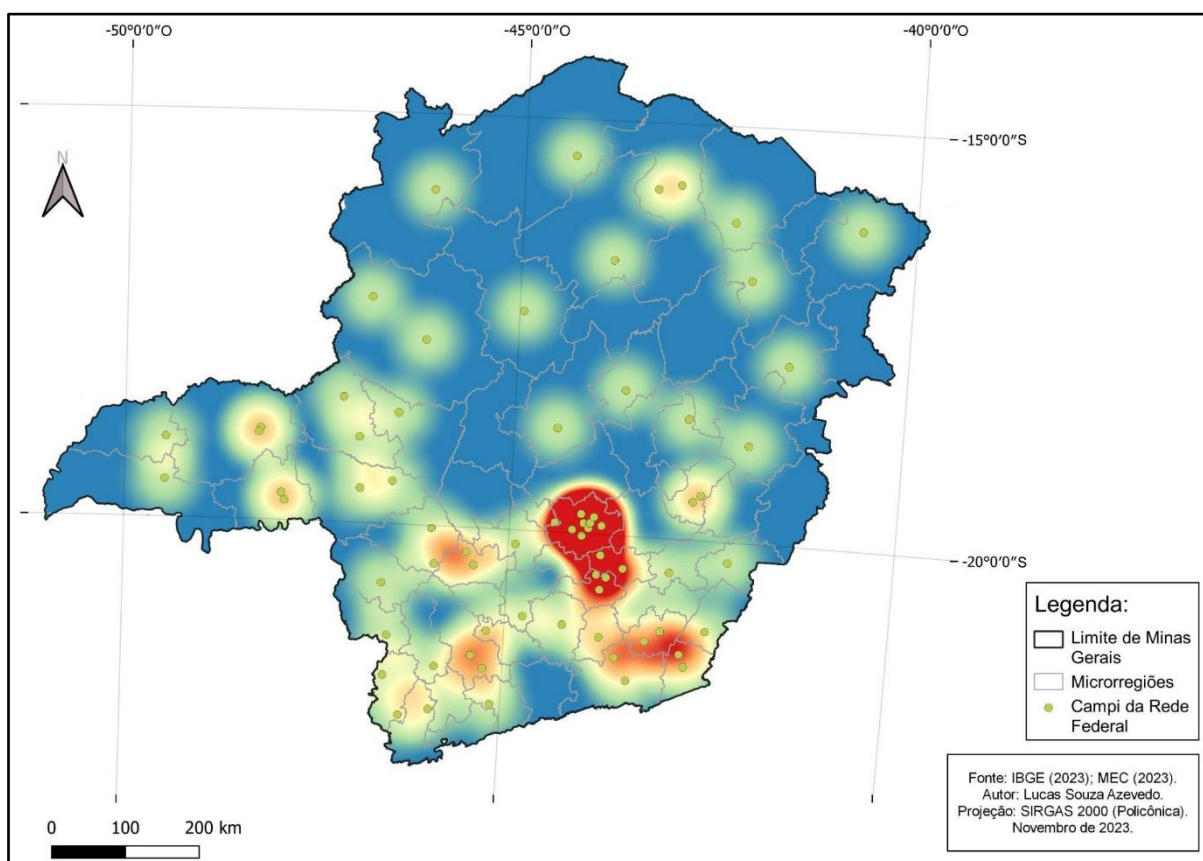 -50°0′0″O
-45°0′0″O
-40°0′0″O
-15°0′0″S
N
-20°0′0″S
Legenda:
Limite de Minas
Gerais
Microrregiões
Campi da Rede
Federal
Fonte: IBGE (2023); MEC (2023).
Autor: Lucas Souza Azevedo.
Projeção: SIRGAS 2000 (Policônica).
Novembro de 2023.
0 100 200 km